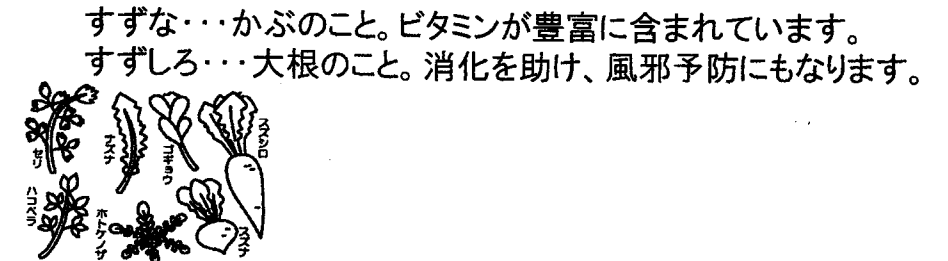 すずな・・・かぶのこと。ビタミンが豊富に含まれています。
すずしろ・・・大根のこと。消化を助け、風邪予防にもなります。
セリ
ナズナ
ゴギョウ
スズシロ
ハコベラ
ホトケノザ
スズナ